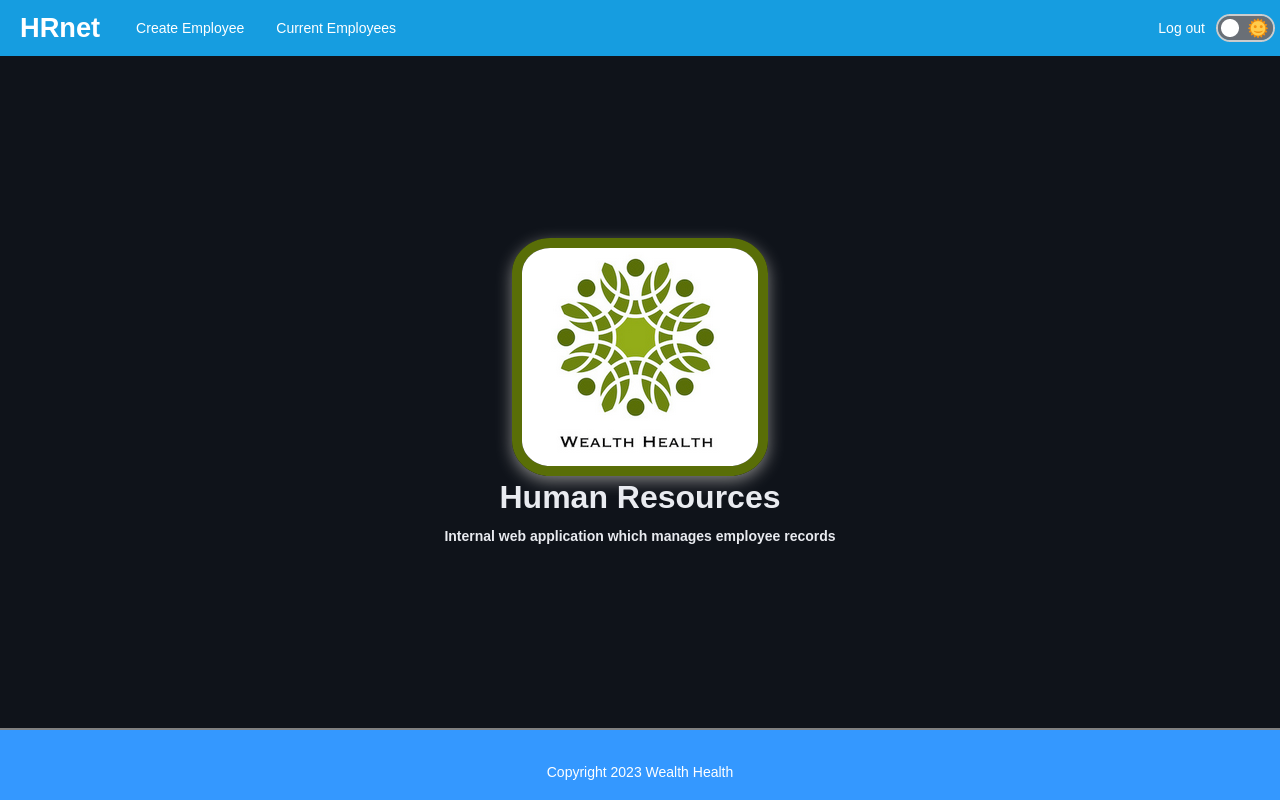 HRnet
Create Employee
Current Employees
Log out
Wealth Health
Human Resources
Internal web application which manages employee records
Copyright 2023 Wealth Health